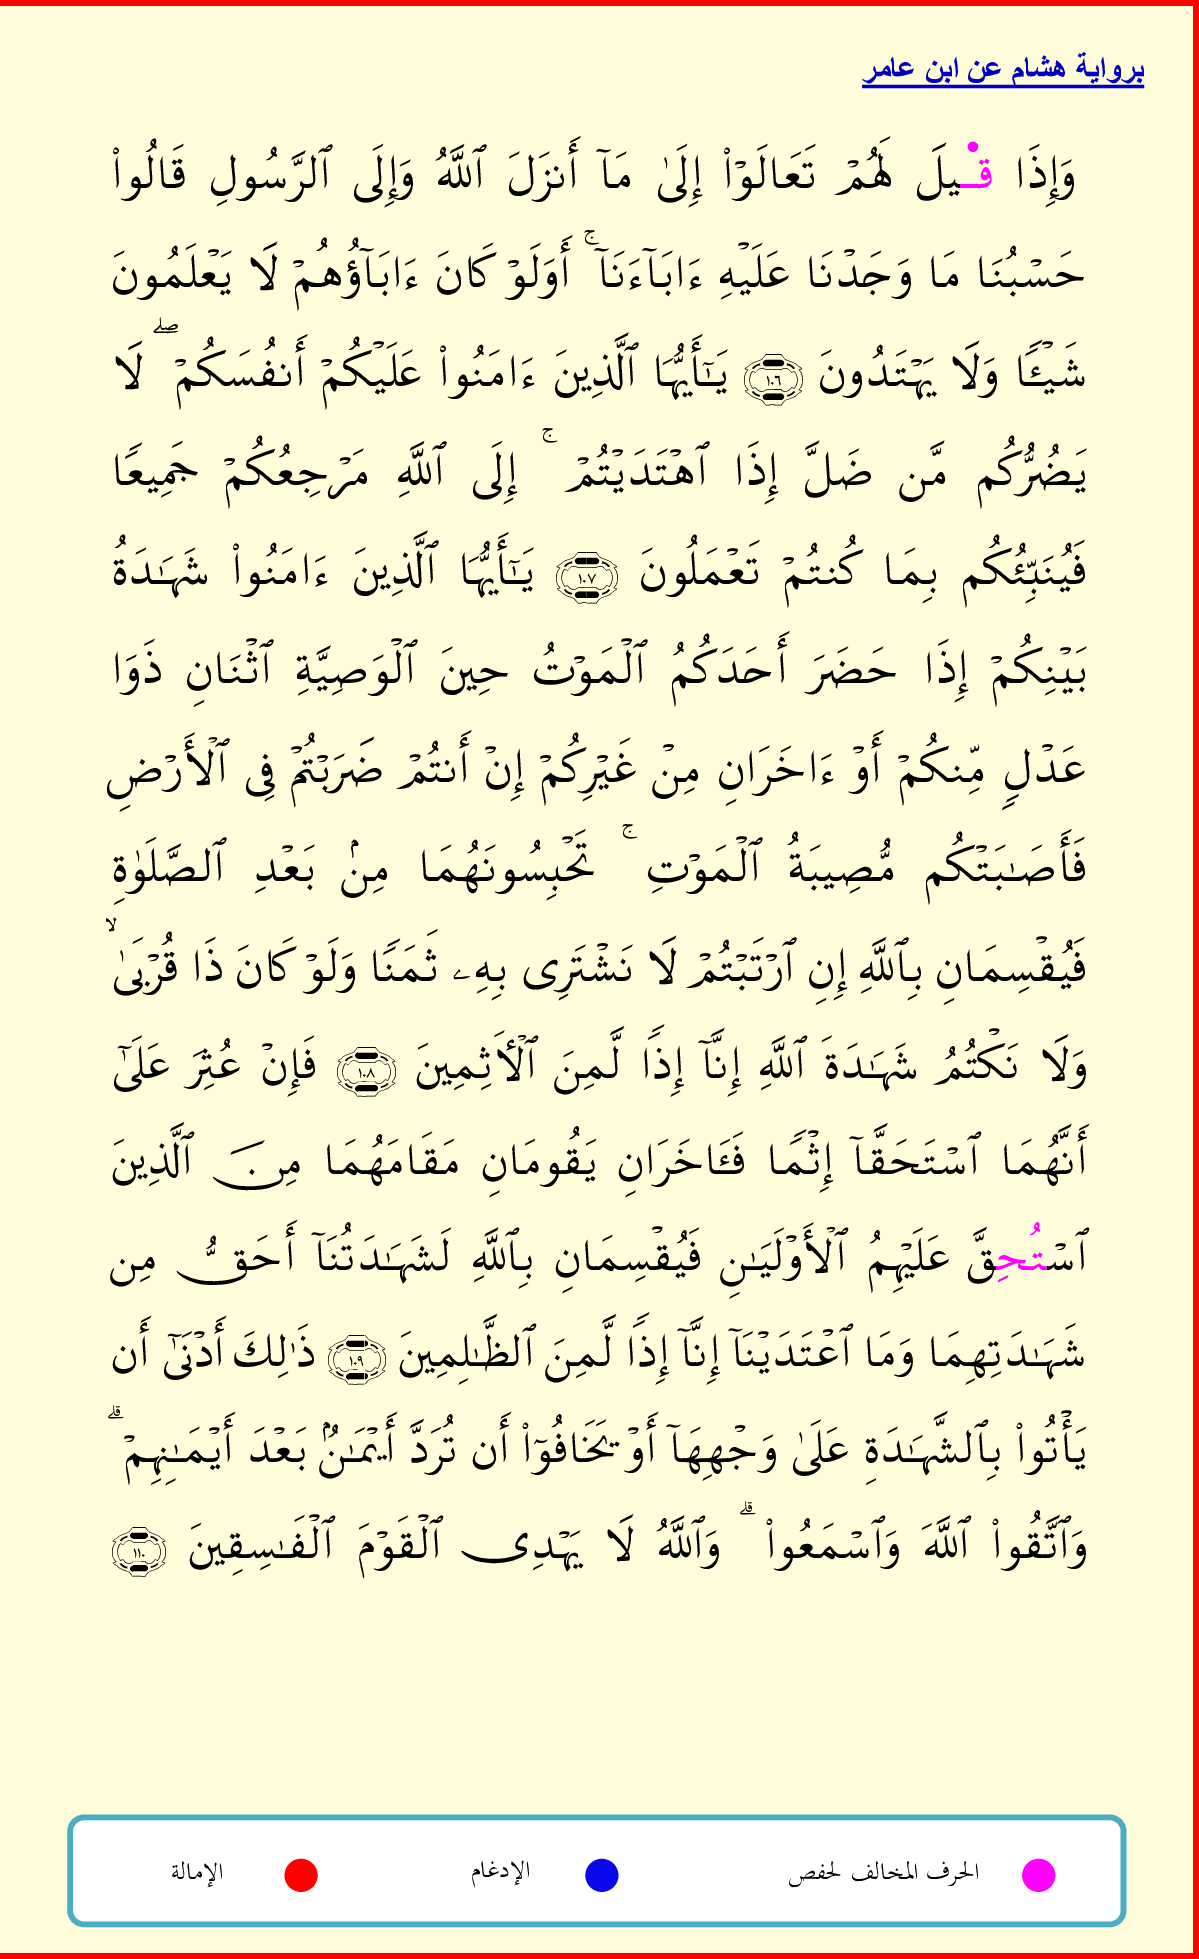 برواية هشام عن ابن عامر
وَإِذَا قِيلَ لَهُمۡ تَعَالَوۡاْ إِلَىٰ مَآ أَنزَلَ ٱللَّهُ وَإِلَى ٱلرَّسُولِ قَالُواْ
حَسۡبُنَا مَا وَجَدۡنَا عَلَيۡهِ ءَابَآءَنَآۚ أَوَلَوۡ كَانَ ءَابَآؤُهُمۡ لَا يَعۡلَمُونَ
شَيۡـًٔا وَلَا يَهۡتَدُونَ ١٠٦ يَـٰٓأَيُّهَا ٱلَّذِينَ ءَامَنُواْ عَلَيۡكُمۡ أَنفُسَكُمۡۖ لَا
يَضُرُّكُم مَّن ضَلَّ إِذَا ٱهۡتَدَيۡتُمۡۚ إِلَى ٱللَّهِ مَرۡجِعُكُمۡ جَمِيعًا
فَيُنَبِّئُكُم بِمَا كُنتُمۡ تَعۡمَلُونَ ١٠٧ يَـٰٓأَيُّهَا ٱلَّذِينَ ءَامَنُواْ شَهَـٰدَةُ
بَيۡنِكُمۡ إِذَا حَضَرَ أَحَدَكُمُ ٱلۡمَوۡتُ حِينَ ٱلۡوَصِيَّةِ ٱثۡنَانِ ذَوَا
عَدۡلٍ مِّنكُمۡ أَوۡ ءَاخَرَانِ مِنۡ غَيۡرِكُمۡ إِنۡ أَنتُمۡ ضَرَبۡتُمۡ فِى ٱلۡأَرۡضِ
فَأَصَـٰبَتۡكُم مُّصِيبَةُ ٱلۡمَوۡتِۚ تَحۡبِسُونَهُمَا مِنۢ بَعۡدِ ٱلصَّلَوٰةِ
فَيُقۡسِمَانِ بِٱللَّهِ إِنِ ٱرۡتَبۡتُمۡ لَا نَشۡتَرِى بِهِۦ ثَمَنًا وَلَوۡ كَانَ ذَا قُرۡبَىٰۙ
وَلَا نَكۡتُمُ شَهَـٰدَةَ ٱللَّهِ إِنَّآ إِذًا لَّمِنَ ٱلۡأَثِمِينَ ١٠٨ فَإِنۡ عُثِرَ عَلَىٰٓ
أَنَّهُمَا ٱسۡتَحَقَّآ إِثۡمًا فَـَٔاخَرَانِ يَقُومَانِ مَقَامَهُمَا مِنَ ٱلَّذِينَ
ٱسۡتُحِقَّ عَلَيۡهِمُ ٱلۡأَوۡلَيَـٰنِ فَيُقۡسِمَانِ بِٱللَّهِ لَشَهَـٰدَتُنَآ أَحَقُّ مِن
شَهَـٰدَتِهِمَا وَمَا ٱعۡتَدَيۡنَآ إِنَّآ إِذًا لَّمِنَ ٱلظَّـٰلِمِينَ ١٠٩ ذَٰلِكَ أَدۡنَىٰٓ أَن
يَأۡتُواْ بِٱلشَّهَـٰدَةِ عَلَىٰ وَجۡهِهَآ أَوۡ يَخَافُوٓاْ أَن تُرَدَّ أَيۡمَـٰنُۢ بَعۡدَ أَيۡمَـٰنِهِمۡۗ
وَٱتَّقُواْ ٱللَّهَ وَٱسۡمَعُواْۗ وَٱللَّهُ لَا يَهۡدِى ٱلۡقَوۡمَ ٱلۡفَـٰسِقِينَ ١١٠
الحرف المخالف لحفص الإدغام الإمالة